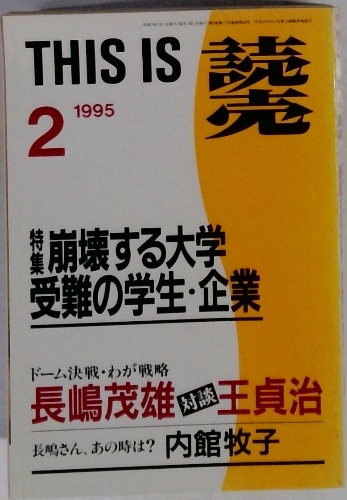 THIS IS 読売
2 1995
特集 崩壊する大学
受難の学生・企業
ドーム決戦・わが戦略
長嶋茂雄 対談 王貞治
長嶋さん、あの時は? 内館牧子